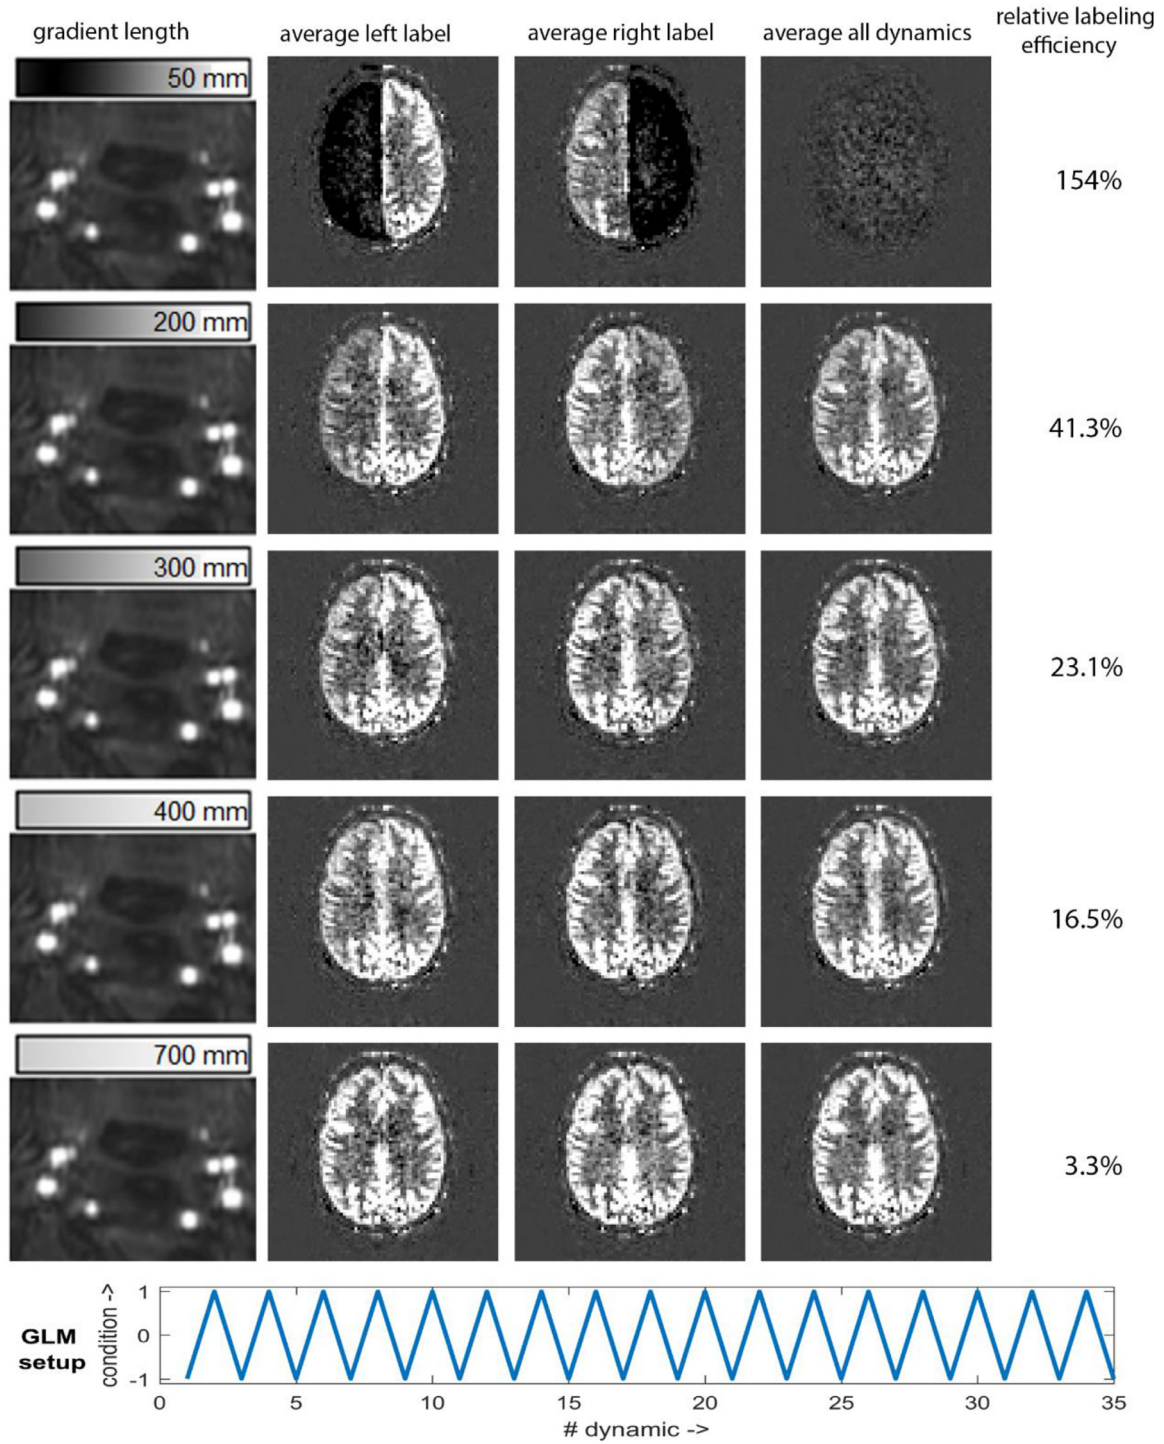 gradient length
average left label
average right label
average all dynamics
relative labeling
efficiency
50 mm
154%
200 mm
41.3%
300 mm
23.1%
400 mm
16.5%
700 mm
3.3%
GLM
setup
condition ->
1
0
-1
0 5 10 15 20 25 30 35
# dynamic ->